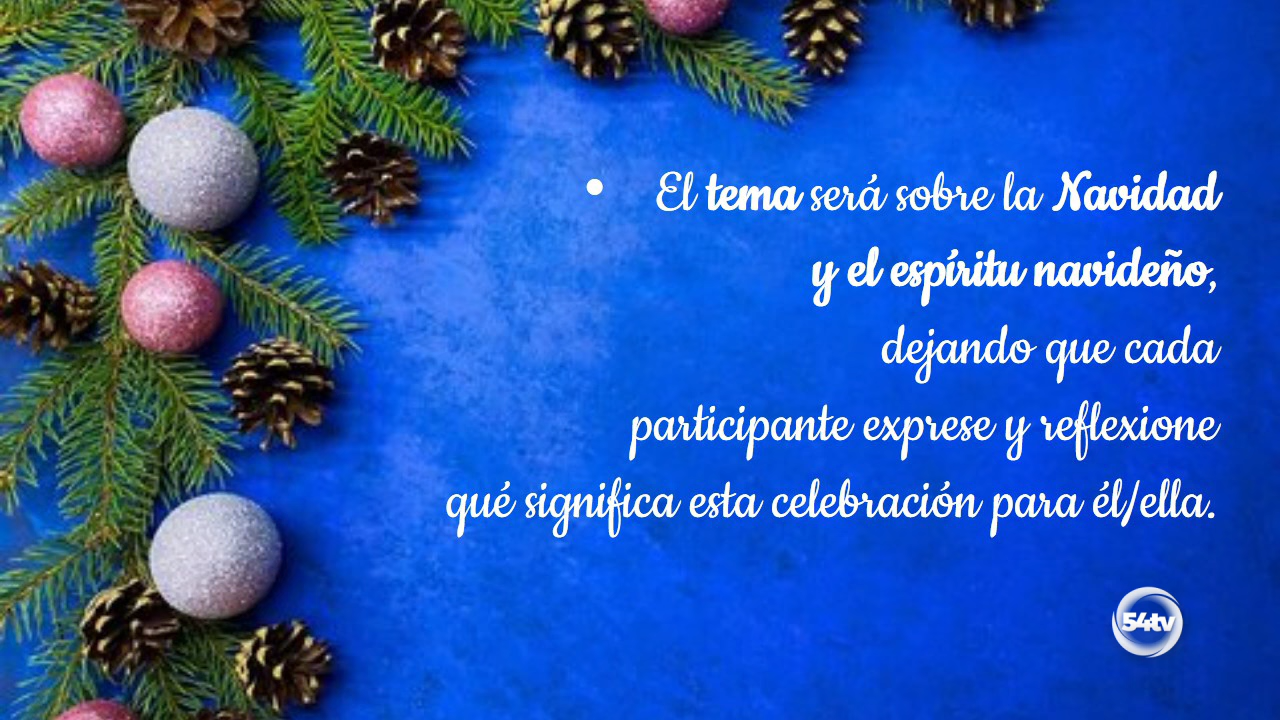 • El tema será sobre la Navidad
y el espíritu navideño,
dejando que cada
participante exprese y reflexione
qué significa esta celebración para él/ella.
54tv